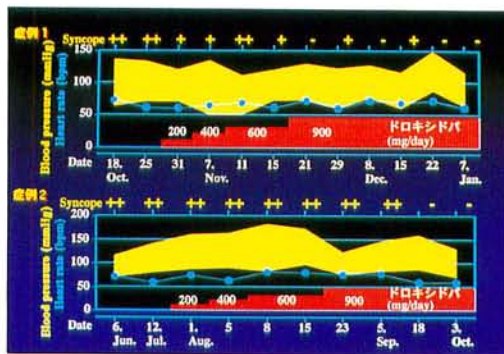 症例 1
Syncope ++ ++ ++ + ++ + + - + - + - -
Blood pressure (mmHg)
Heart rate (bpm)
150
100
50
0
200 400 600 900 ドロキシドパ
(mg/day)
Date 18, 25 31 7, 11 15 21 29 8, 15 22 7,
Oct. Nov. Dec. Jan.
症例 2
Syncope ++ ++ ++ ++ ++ ++ ++ ++ - -
Blood pressure (mmHg)
Heart rate (bpm)
200
150
100
50
0
200 400 600 900 ドロキシドパ
(mg/day)
Date 6, 12, 1, 5 8 15 23 5, 18 3,
Jun. Jul. Aug. Sep. Oct.